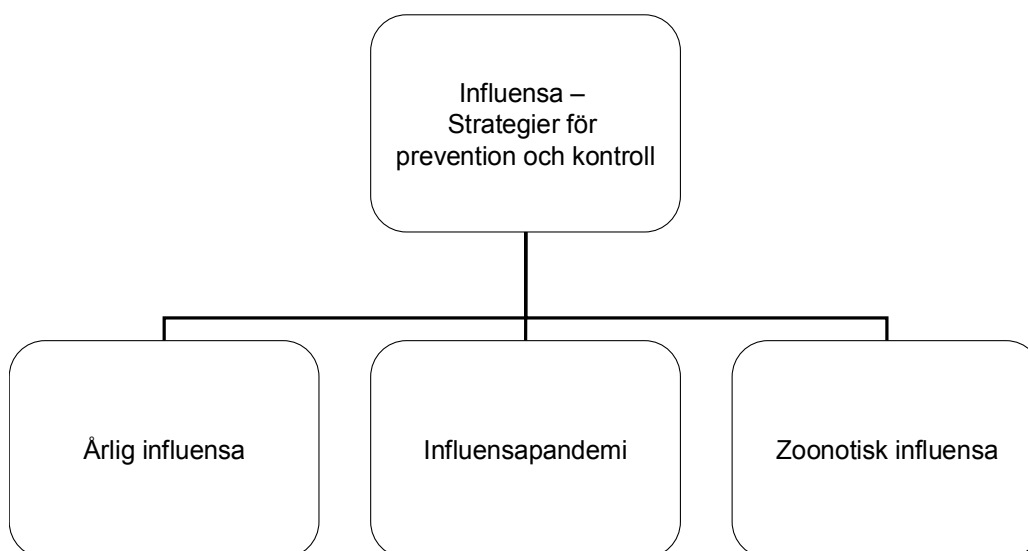 Influensa –
Strategier för
prevention och kontroll
Årlig influensa
Influensapandemi
Zoonotisk influensa